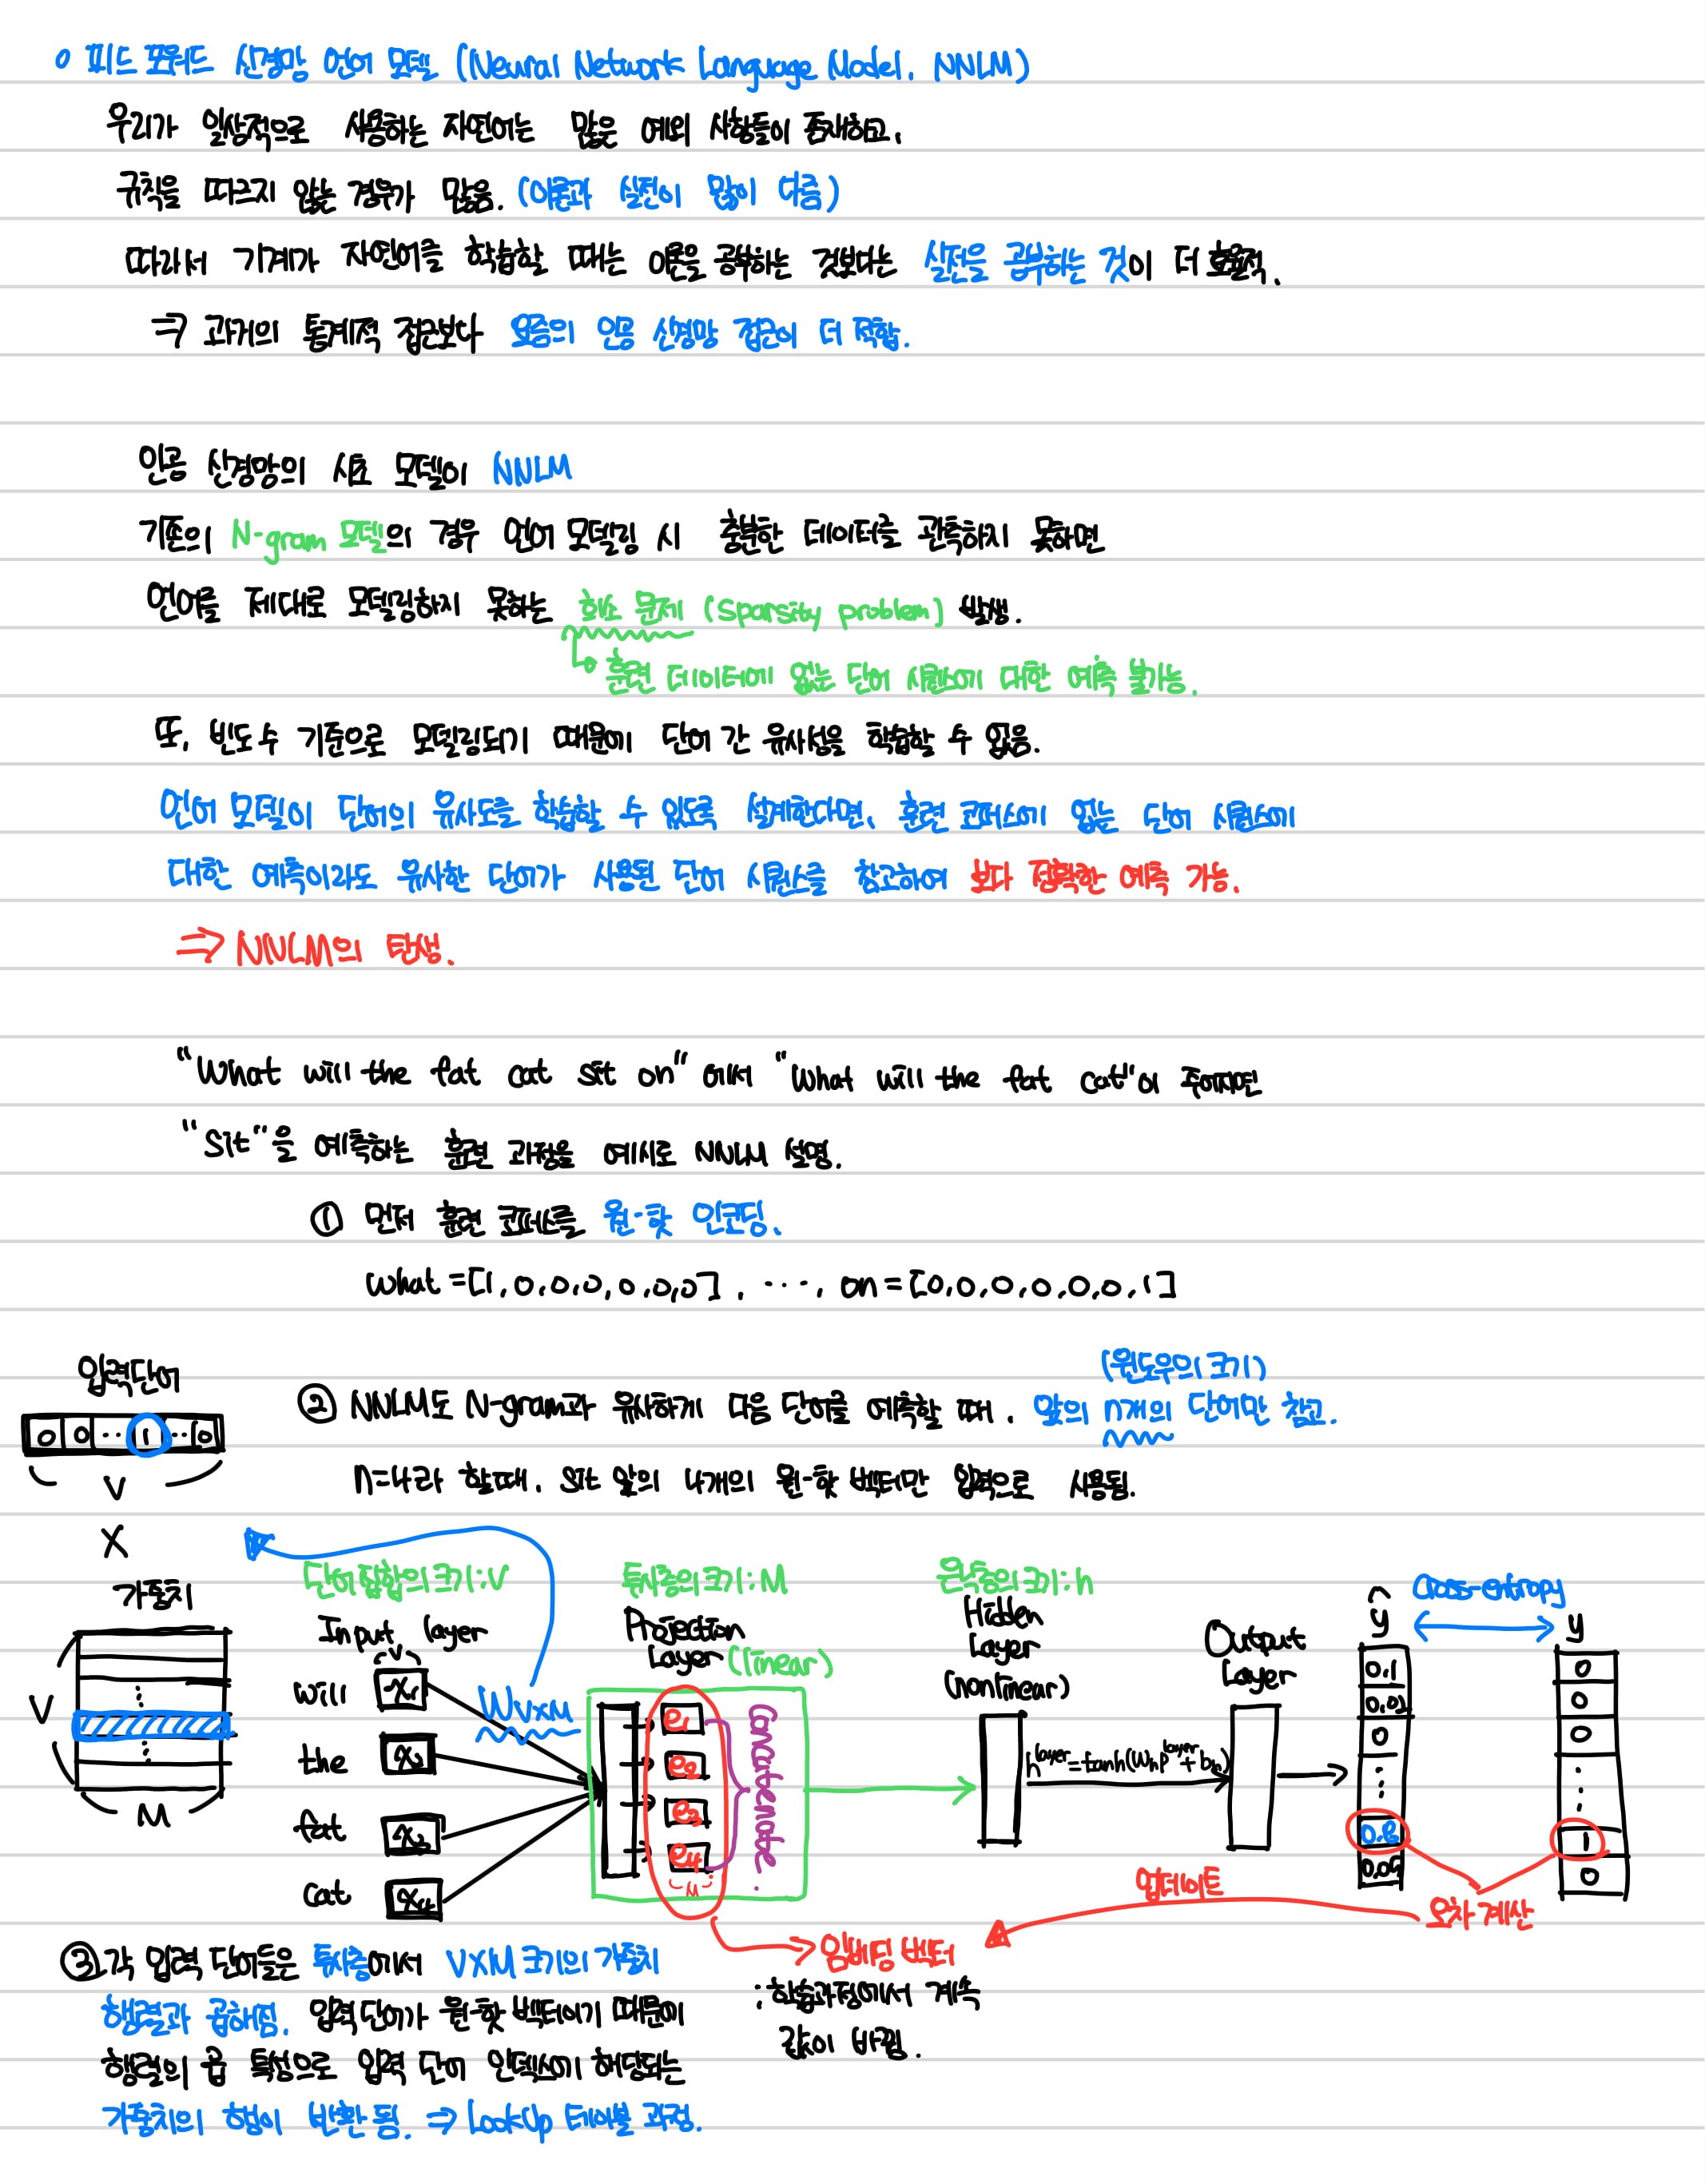 ○ 피드 포워드 신경망 언어 모델 (Neural Network Language Model, NNLM)
우리가 일상적으로 사용하는 자연어는 많은 예외 사항들이 존재하고,
규칙을 따르지 않는 경우가 많음. (이론과 실전이 많이 다름)
따라서 기계가 자연어를 학습할 때는 이론을 공부하는 것보다는 실전을 공부하는 것이 더 효율적.
⇒ 과거의 통계적 접근보다 요즘의 인공 신경망 접근이 더 적합.
인공 신경망의 시초 모델이 NNLM
기존의 N-gram 모델의 경우 언어 모델링 시 충분한 데이터를 관측하지 못하면
언어를 제대로 모델링하지 못하는 희소 문제 (Sparsity problem) 발생.
훈련 데이터에 없는 단어 시퀀스에 대한 예측 불가능.
또, 빈도수 기준으로 모델링되기 때문에 단어 간 유사성을 학습할 수 없음.
언어 모델이 단어의 유사도를 학습할 수 있도록 설계한다면, 훈련 코퍼스에 없는 단어 시퀀스에
대한 예측이라도 유사한 단어가 사용된 단어 시퀀스를 참고하여 보다 정확한 예측 가능.
⇒ NNLM의 탄생.
"What will the fat cat sit on" 에서 "What will the fat cat"이 주어지면
"Sit"을 예측하는 훈련 과정을 예시로 NNLM 설명.
① 먼저 훈련 코퍼스를 원-핫 인코딩.
what = [1, 0, 0, 0, 0, 0, 0], ···, on = [0, 0, 0, 0, 0, 0, 1]
(윈도우의 크기)
② NNLM도 N-gram과 유사하게 다음 단어를 예측할 때, 앞의 n개의 단어만 참고.
n=4라 할때, sit 앞의 4개의 원-핫 벡터만 입력으로 사용됨.
입력단어
0 0 ·· 1 ·· 0
V
X
가중치
V
M
단어 집합의 크기 : V
Input layer
V
will x₁
the x₂
fat x₃
cat x₄
W V×M
투사층의 크기 : M
Projection
Layer (linear)
e₁
e₂
e₃
e₄
M
Concatenate.
은닉층의 크기 : h
Hidden
Layer
(nonlinear)
h^layer = tanh(W_h p^layer + b_h)
Output
Layer
ŷ
0.1
0.01
0
⋮
0.8
0.05
Cross-entropy
y
0
0
0
⋮
1
0
오차 계산
업데이트
임베딩 벡터
: 학습과정에서 계속
값이 바뀜.
③ 각 입력 단어들은 투사층에서 V×M 크기의 가중치
행렬과 곱해짐. 입력 단어가 원-핫 벡터이기 때문에
행렬의 곱 특성으로 입력 단어 인덱스에 해당되는
가중치의 행이 반환됨. ⇒ LookUp 테이블 과정.